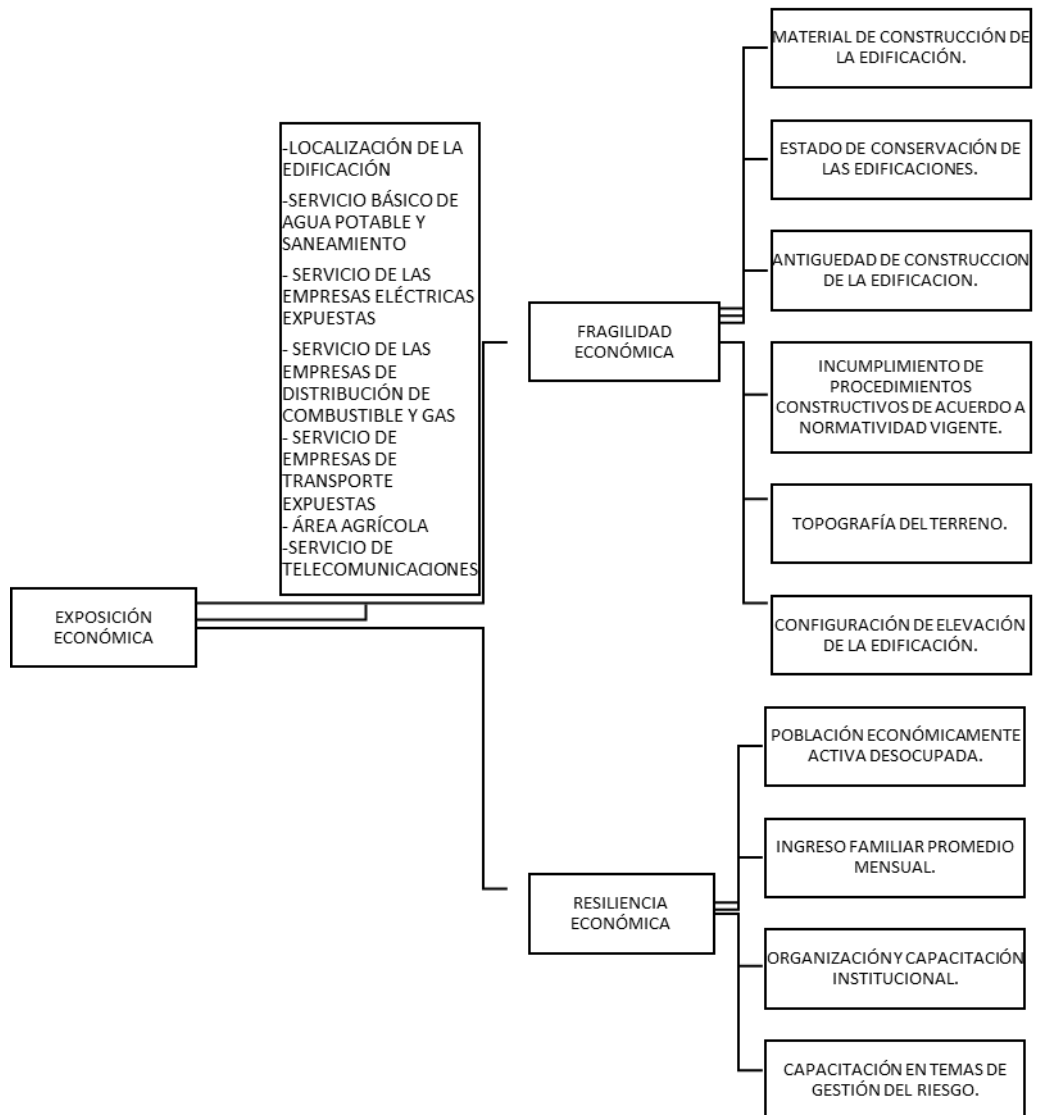 EXPOSICIÓN
ECONÓMICA
-LOCALIZACIÓN DE LA
EDIFICACIÓN
-SERVICIO BÁSICO DE
AGUA POTABLE Y
SANEAMIENTO
- SERVICIO DE LAS
EMPRESAS ELÉCTRICAS
EXPUESTAS
- SERVICIO DE LAS
EMPRESAS DE
DISTRIBUCIÓN DE
COMBUSTIBLE Y GAS
- SERVICIO DE
EMPRESAS DE
TRANSPORTE
EXPUESTAS
- ÁREA AGRÍCOLA
-SERVICIO DE
TELECOMUNICACIONES
FRAGILIDAD
ECONÓMICA
MATERIAL DE CONSTRUCCIÓN DE
LA EDIFICACIÓN.
ESTADO DE CONSERVACIÓN DE
LAS EDIFICACIONES.
ANTIGUEDAD DE CONSTRUCCION
DE LA EDIFICACION.
INCUMPLIMIENTO DE
PROCEDIMIENTOS
CONSTRUCTIVOS DE ACUERDO A
NORMATIVIDAD VIGENTE.
TOPOGRAFÍA DEL TERRENO.
CONFIGURACIÓN DE ELEVACIÓN
DE LA EDIFICACIÓN.
RESILIENCIA
ECONÓMICA
POBLACIÓN ECONÓMICAMENTE
ACTIVA DESOCUPADA.
INGRESO FAMILIAR PROMEDIO
MENSUAL.
ORGANIZACIÓN Y CAPACITACIÓN
INSTITUCIONAL.
CAPACITACIÓN EN TEMAS DE
GESTIÓN DEL RIESGO.